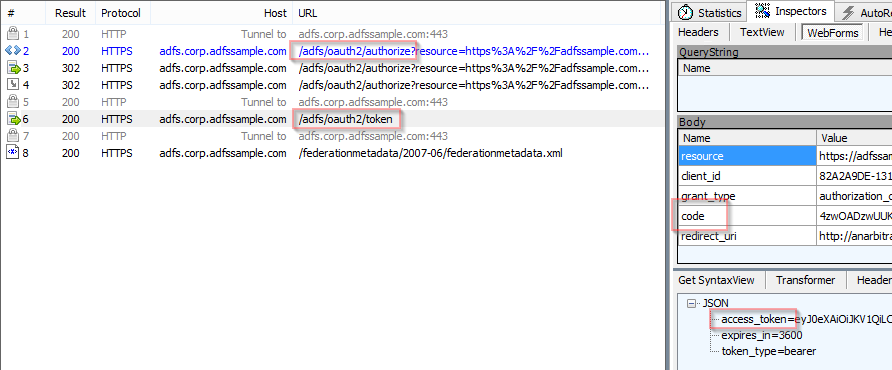 # Result Protocol Host URL
1 200 HTTP Tunnel to adfs.corp.adfssample.com:443
2 200 HTTPS adfs.corp.adfssample.com /adfs/oauth2/authorize?resource=https%3A%2F%2Fadfssample.com...
3 302 HTTPS adfs.corp.adfssample.com /adfs/oauth2/authorize?resource=https%3A%2F%2Fadfssample.com...
4 302 HTTPS adfs.corp.adfssample.com /adfs/oauth2/authorize?resource=https%3A%2F%2Fadfssample.com...
5 200 HTTP Tunnel to adfs.corp.adfssample.com:443
6 200 HTTPS adfs.corp.adfssample.com /adfs/oauth2/token
7 200 HTTP Tunnel to adfs.corp.adfssample.com:443
8 200 HTTPS adfs.corp.adfssample.com /federationmetadata/2007-06/federationmetadata.xml
Statistics Inspectors AutoRe
Headers TextView WebForms He
QueryString
Name
Body
Name Value
resource https://adfssa
client_id 82A2A9DE-131
grant_type authorization_c
code 4zwOADzwUUK
redirect_uri http://anarbitra
Get SyntaxView Transformer Header
JSON
access_token=eyJ0eXAiOiJKV1QiLC
expires_in=3600
token_type=bearer